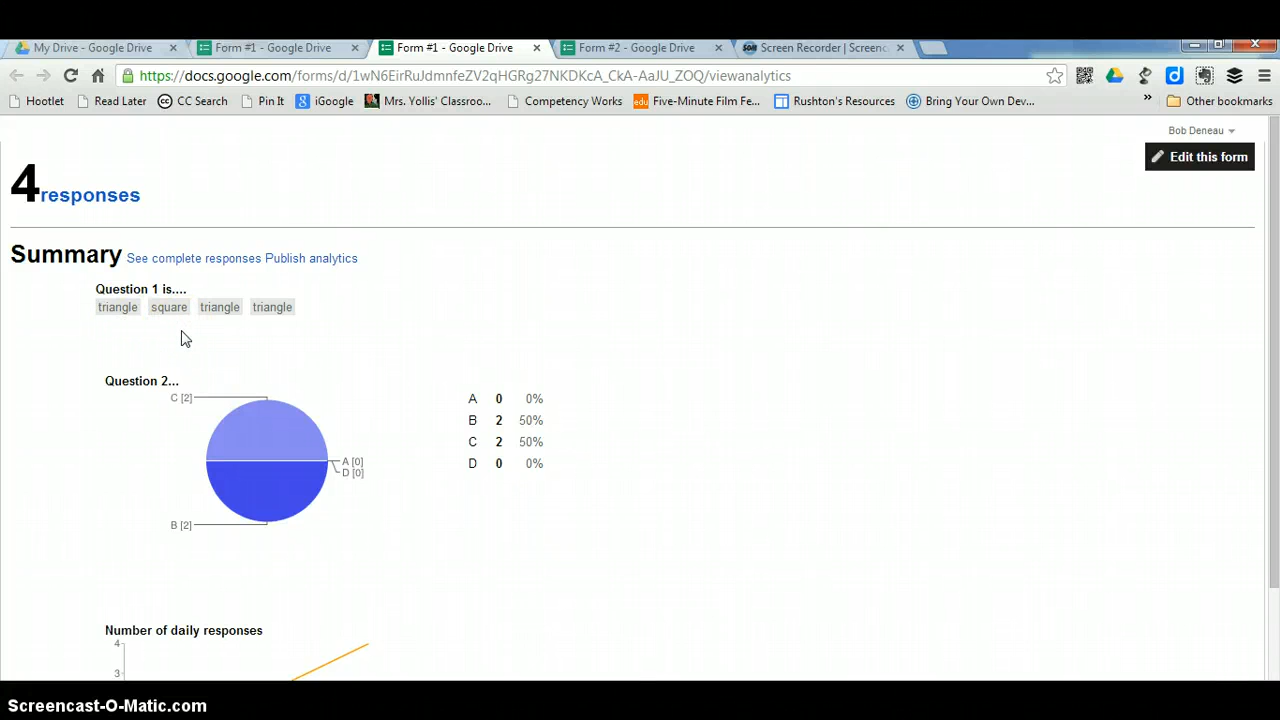 My Drive - Google Drive
Form #1 - Google Drive
Form #1 - Google Drive
Form #2 - Google Drive
Screen Recorder | Screenc
https://docs.google.com/forms/d/1wN6EirhUJdmnfeZV2qHGRg27NKDKcA_CkA-AaJU_ZOQ/viewanalytics
Hootlet
Read Later
CC Search
Pin It
iGoogle
Mrs. Yollis' Classroo...
Competency Works
edu
Five-Minute Film Fe...
Rushton's Resources
Bring Your Own Dev...
»
Other bookmarks
Bob Deneau
Edit this form
4 responses
Summary See complete responses Publish analytics
Question 1 is....
triangle square triangle triangle
Question 2...
C [2]
A [0]
D [0]
B [2]
A 0 0%
B 2 50%
C 2 50%
D 0 0%
Number of daily responses
4
3
Screencast-O-Matic.com